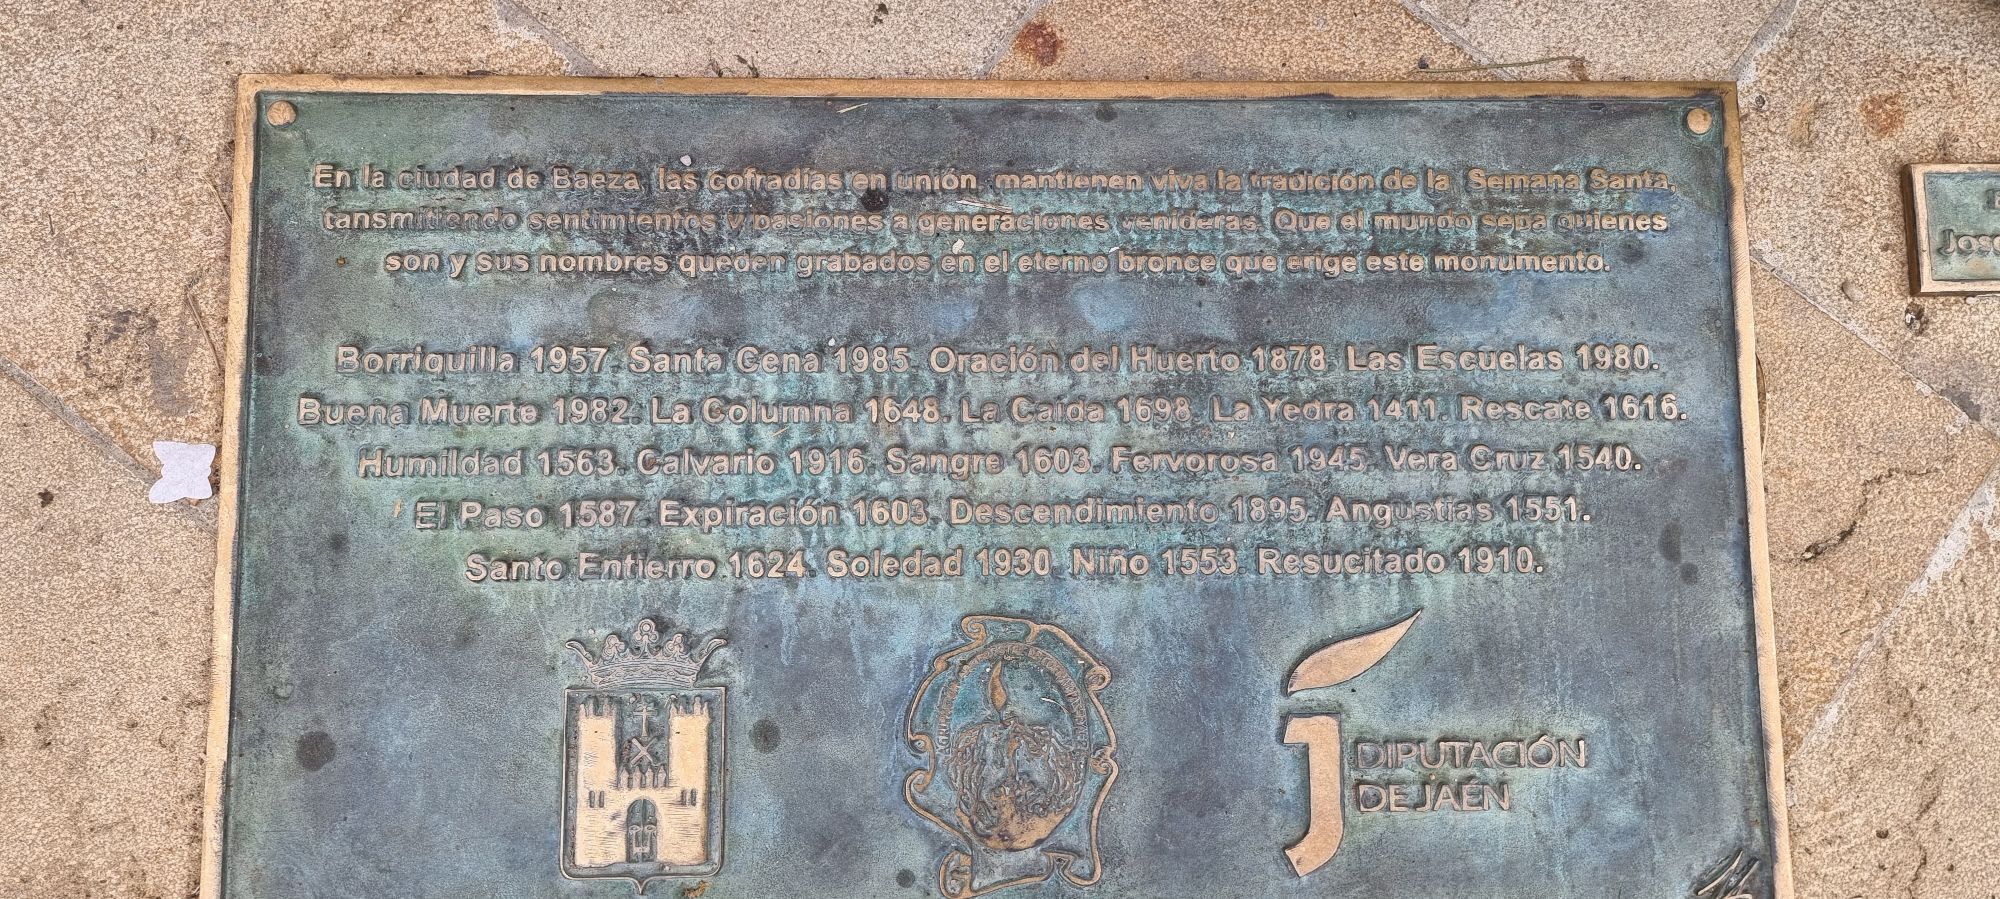 En la ciudad de Baeza, las cofradías en unión, mantienen viva la tradición de la Semana Santa,
tansmitiendo sentimientos y pasiones a generaciones venideras. Que el mundo sepa quienes
son y sus nombres queden grabados en el eterno bronce que erige este monumento.
Borriquilla 1957. Santa Cena 1985. Oración del Huerto 1878. Las Escuelas 1980.
Buena Muerte 1982. La Columna 1648. La Caída 1698. La Yedra 1411. Rescate 1616.
Humildad 1563. Calvario 1916. Sangre 1603. Fervorosa 1945. Vera Cruz 1540.
El Paso 1587. Expiración 1603. Descendimiento 1895. Angustias 1551.
Santo Entierro 1624. Soledad 1930. Niño 1553. Resucitado 1910.
DIPUTACIÓN
DE JAÉN